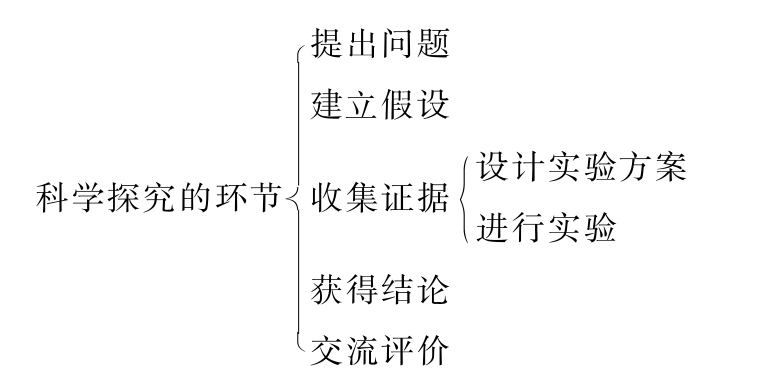 科学探究的环节
提出问题
建立假设
收集证据
设计实验方案
进行实验
获得结论
交流评价